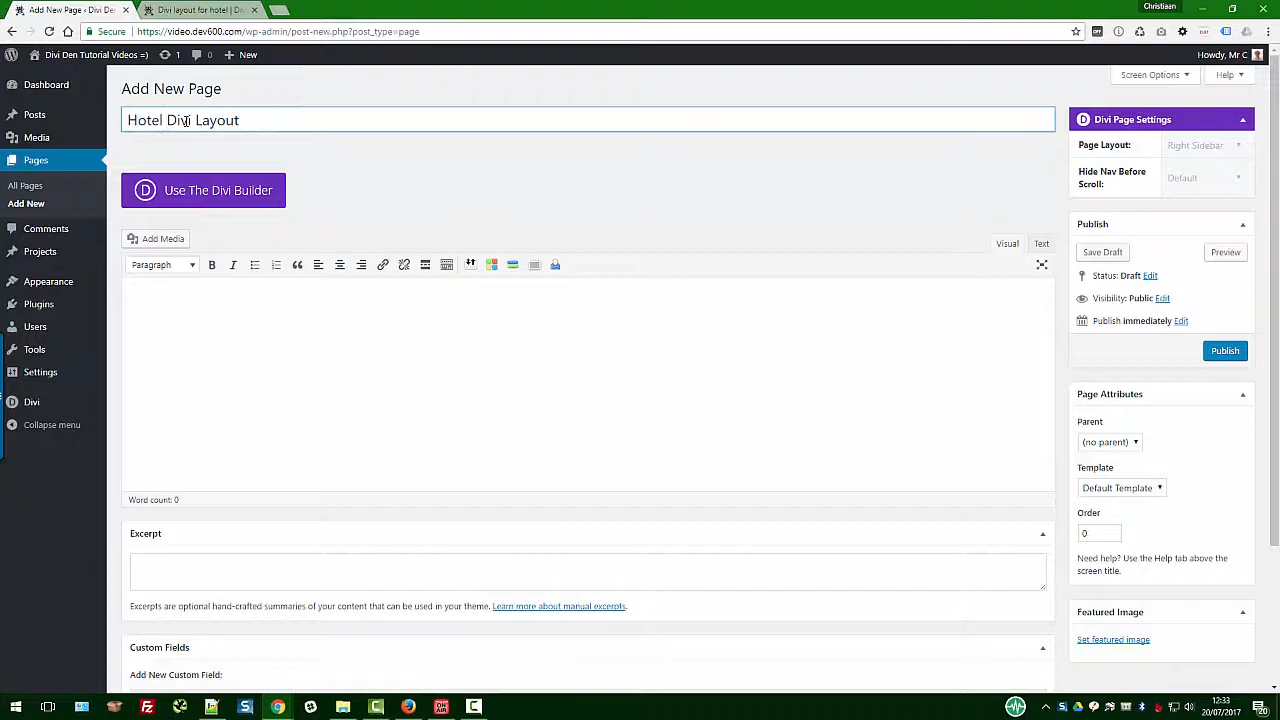 Add New Page ‹ Divi De
Divi layout for hotel | Di
Christiaan
Secure
https://video.dev600.com/wp-admin/post-new.php?post_type=page
Divi Den Tutorial Videos =)
1
0
New
Howdy, Mr C
Dashboard
Posts
Media
Pages
All Pages
Add New
Comments
Projects
Appearance
Plugins
Users
Tools
Settings
Divi
Collapse menu
Screen Options
Help
Add New Page
Hotel Divi Layout
Use The Divi Builder
Add Media
Visual
Text
Paragraph
Word count: 0
Excerpt
Excerpts are optional hand-crafted summaries of your content that can be used in your theme. Learn more about manual excerpts.
Custom Fields
Add New Custom Field:
Divi Page Settings
Page Layout:
Right Sidebar
Hide Nav Before
Scroll:
Default
Publish
Save Draft
Preview
Status: Draft Edit
Visibility: Public Edit
Publish immediately Edit
Publish
Page Attributes
Parent
(no parent)
Template
Default Template
Order
0
Need help? Use the Help tab above the
screen title.
Featured Image
Set featured image
12:33
20/07/2017
20